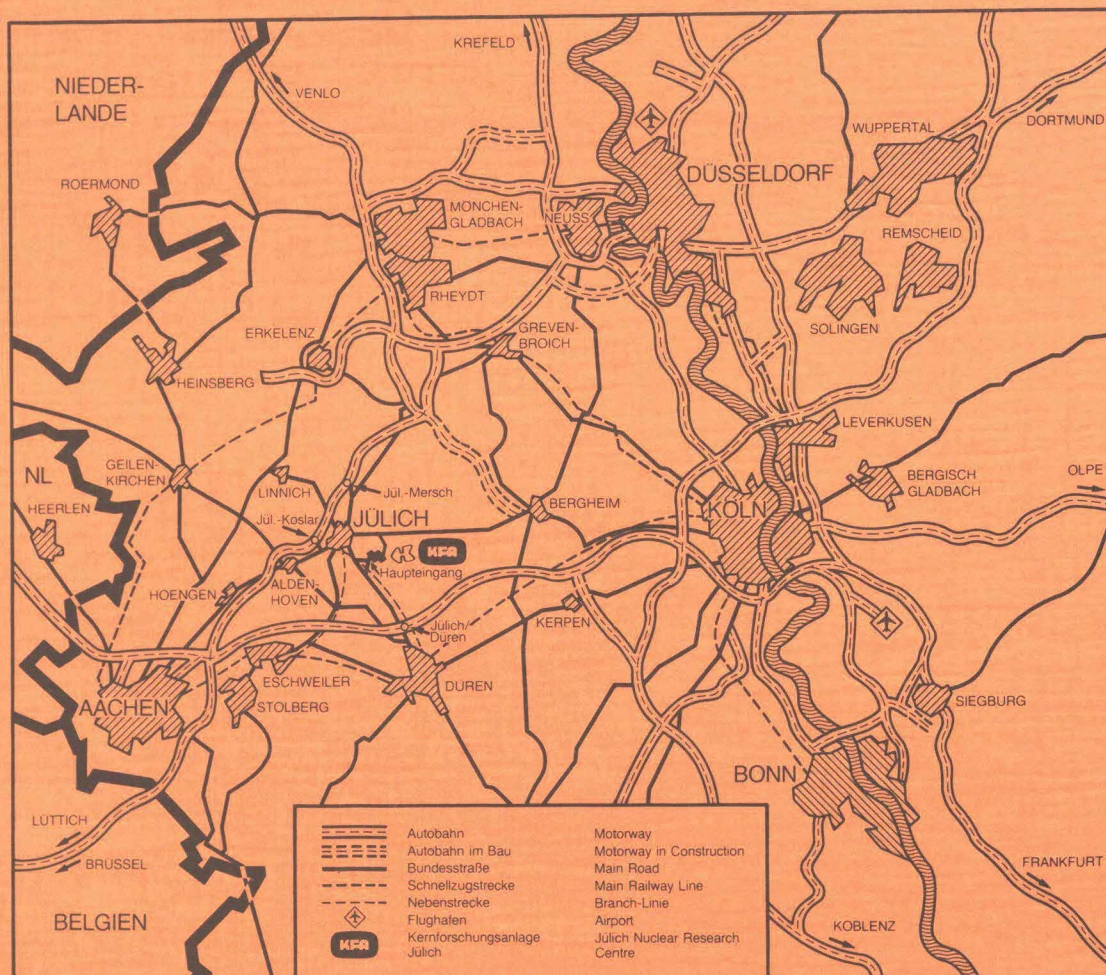 KREFELD
NIEDER-
LANDE
VENLO
DORTMUND
WUPPERTAL
ROERMOND
DÜSSELDORF
MÖNCHEN-
GLADBACH
NEUSS
REMSCHEID
RHEYDT
SOLINGEN
ERKELENZ
GREVEN-
BROICH
HEINSBERG
LEVERKUSEN
NL
GEILEN-
KIRCHEN
LINNICH
Jül.-Mersch
BERGHEIM
BERGISCH
GLADBACH
OLPE
HEERLEN
Jül.-Koslar
JÜLICH
KÖLN
KFA
Haupteingang
HOENGEN
ALDEN-
HOVEN
KERPEN
Jülich/
Düren
ESCHWEILER
DÜREN
AACHEN
STOLBERG
SIEGBURG
BONN
LÜTTICH
BRÜSSEL
FRANKFURT
BELGIEN
KOBLENZ
Autobahn Motorway
Autobahn im Bau Motorway in Construction
Bundesstraße Main Road
Schnellzugstrecke Main Railway Line
Nebenstrecke Branch-Linie
Flughafen Airport
KFA Kernforschungsanlage Jülich Nuclear Research
Jülich Centre